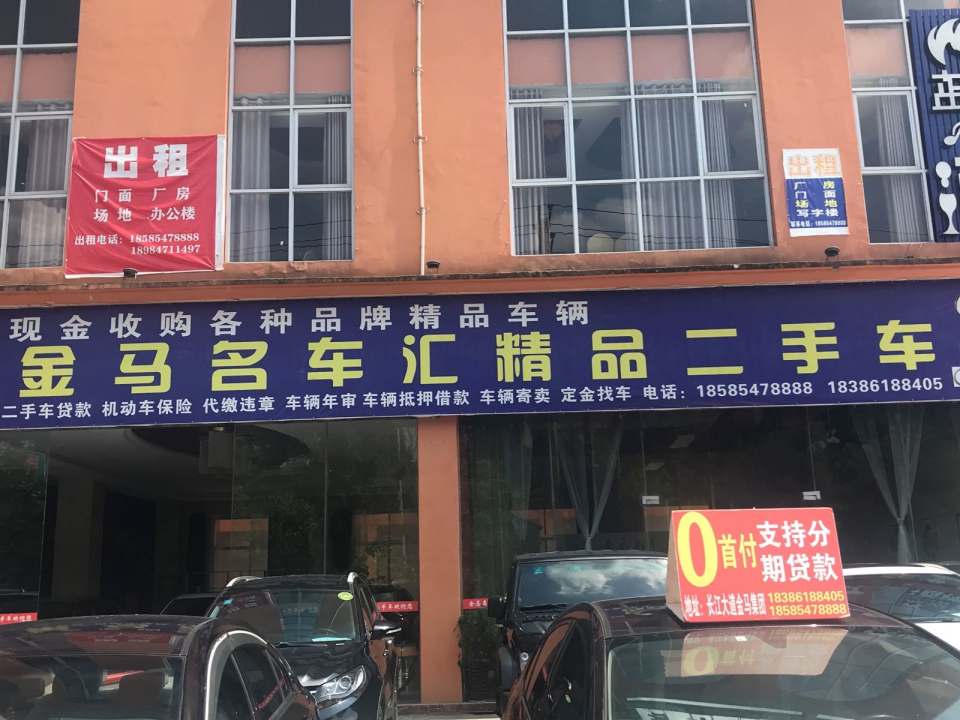 出租
门面 厂房
场地 办公楼
出租电话：18585478888
18984711497
出租
厂房
门面
场地
写字楼
联系电话：18585478888
现金收购各种品牌精品车辆
金马名车汇精品二手车
二手车贷款 机动车保险 代缴违章 车辆年审 车辆抵押借款 车辆寄卖 定金找车 电话：18585478888 18386188405
0首付 支持分
期贷款
地址：长江大道金马集团 18386188405
18585478888